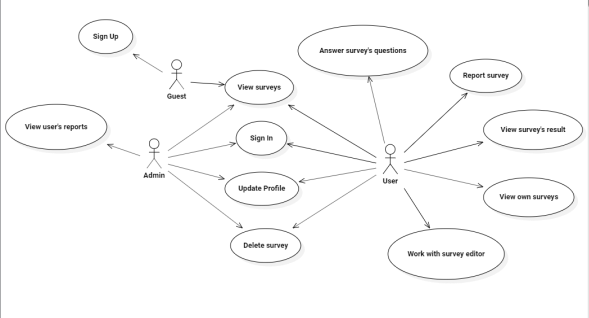 Sign Up
Answer survey's questions
Report survey
Guest
View surveys
View user's reports
View survey's result
Sign In
Admin
User
Update Profile
View own surveys
Delete survey
Work with survey editor